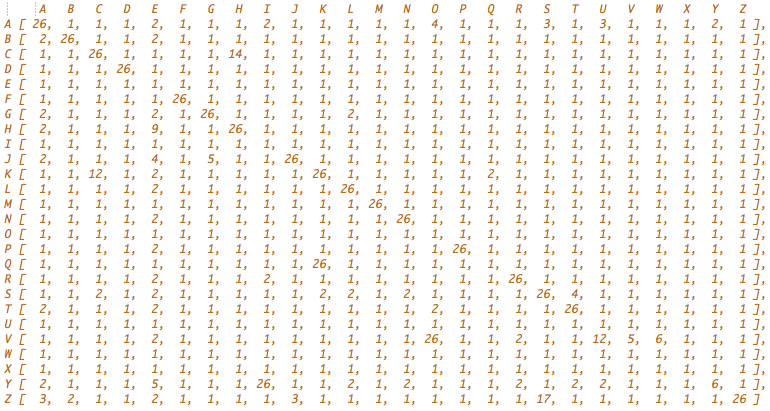 A B C D E F G H I J K L M N O P Q R S T U V W X Y Z
A [ 26, 1, 1, 1, 2, 1, 1, 1, 2, 1, 1, 1, 1, 1, 4, 1, 1, 1, 3, 1, 3, 1, 1, 1, 2, 1 ],
B [ 2, 26, 1, 1, 2, 1, 1, 1, 1, 1, 1, 1, 1, 1, 1, 1, 1, 1, 1, 1, 1, 1, 1, 1, 1, 1 ],
C [ 1, 1, 26, 1, 1, 1, 1, 14, 1, 1, 1, 1, 1, 1, 1, 1, 1, 1, 1, 1, 1, 1, 1, 1, 1, 1 ],
D [ 1, 1, 1, 26, 1, 1, 1, 1, 1, 1, 1, 1, 1, 1, 1, 1, 1, 1, 1, 1, 1, 1, 1, 1, 1, 1 ],
E [ 1, 1, 1, 1, 1, 1, 1, 1, 1, 1, 1, 1, 1, 1, 1, 1, 1, 1, 1, 1, 1, 1, 1, 1, 1, 1 ],
F [ 1, 1, 1, 1, 1, 26, 1, 1, 1, 1, 1, 1, 1, 1, 1, 1, 1, 1, 1, 1, 1, 1, 1, 1, 1, 1 ],
G [ 2, 1, 1, 1, 2, 1, 26, 1, 1, 1, 1, 2, 1, 1, 1, 1, 1, 1, 1, 1, 1, 1, 1, 1, 1, 1 ],
H [ 2, 1, 1, 1, 9, 1, 1, 26, 1, 1, 1, 1, 1, 1, 1, 1, 1, 1, 1, 1, 1, 1, 1, 1, 1, 1 ],
I [ 1, 1, 1, 1, 1, 1, 1, 1, 1, 1, 1, 1, 1, 1, 1, 1, 1, 1, 1, 1, 1, 1, 1, 1, 1, 1 ],
J [ 2, 1, 1, 1, 4, 1, 5, 1, 1, 26, 1, 1, 1, 1, 1, 1, 1, 1, 1, 1, 1, 1, 1, 1, 1, 1 ],
K [ 1, 1, 12, 1, 2, 1, 1, 1, 1, 1, 26, 1, 1, 1, 1, 1, 2, 1, 1, 1, 1, 1, 1, 1, 1, 1 ],
L [ 1, 1, 1, 1, 2, 1, 1, 1, 1, 1, 1, 26, 1, 1, 1, 1, 1, 1, 1, 1, 1, 1, 1, 1, 1, 1 ],
M [ 1, 1, 1, 1, 1, 1, 1, 1, 1, 1, 1, 1, 26, 1, 1, 1, 1, 1, 1, 1, 1, 1, 1, 1, 1, 1 ],
N [ 1, 1, 1, 1, 2, 1, 1, 1, 1, 1, 1, 1, 1, 26, 1, 1, 1, 1, 1, 1, 1, 1, 1, 1, 1, 1 ],
O [ 1, 1, 1, 1, 1, 1, 1, 1, 1, 1, 1, 1, 1, 1, 1, 1, 1, 1, 1, 1, 1, 1, 1, 1, 1, 1 ],
P [ 1, 1, 1, 1, 2, 1, 1, 1, 1, 1, 1, 1, 1, 1, 1, 26, 1, 1, 1, 1, 1, 1, 1, 1, 1, 1 ],
Q [ 1, 1, 1, 1, 1, 1, 1, 1, 1, 1, 26, 1, 1, 1, 1, 1, 1, 1, 1, 1, 1, 1, 1, 1, 1, 1 ],
R [ 1, 1, 1, 1, 2, 1, 1, 1, 2, 1, 1, 1, 1, 1, 1, 1, 1, 26, 1, 1, 1, 1, 1, 1, 1, 1 ],
S [ 1, 1, 2, 1, 2, 1, 1, 1, 1, 1, 2, 2, 1, 2, 1, 1, 1, 1, 26, 4, 1, 1, 1, 1, 1, 1 ],
T [ 2, 1, 1, 1, 2, 1, 1, 1, 1, 1, 1, 1, 1, 1, 2, 1, 1, 1, 1, 26, 1, 1, 1, 1, 1, 1 ],
U [ 1, 1, 1, 1, 1, 1, 1, 1, 1, 1, 1, 1, 1, 1, 1, 1, 1, 1, 1, 1, 1, 1, 1, 1, 1, 1 ],
V [ 1, 1, 1, 1, 2, 1, 1, 1, 1, 1, 1, 1, 1, 1, 26, 1, 1, 2, 1, 1, 12, 5, 6, 1, 1, 1 ],
W [ 1, 1, 1, 1, 1, 1, 1, 1, 1, 1, 1, 1, 1, 1, 1, 1, 1, 1, 1, 1, 1, 1, 1, 1, 1, 1 ],
X [ 1, 1, 1, 1, 1, 1, 1, 1, 1, 1, 1, 1, 1, 1, 1, 1, 1, 1, 1, 1, 1, 1, 1, 1, 1, 1 ],
Y [ 2, 1, 1, 1, 5, 1, 1, 1, 26, 1, 1, 2, 1, 2, 1, 1, 1, 2, 1, 2, 2, 1, 1, 1, 6, 1 ],
Z [ 3, 2, 1, 1, 2, 1, 1, 1, 1, 3, 1, 1, 1, 1, 1, 1, 1, 1, 17, 1, 1, 1, 1, 1, 1, 26 ]